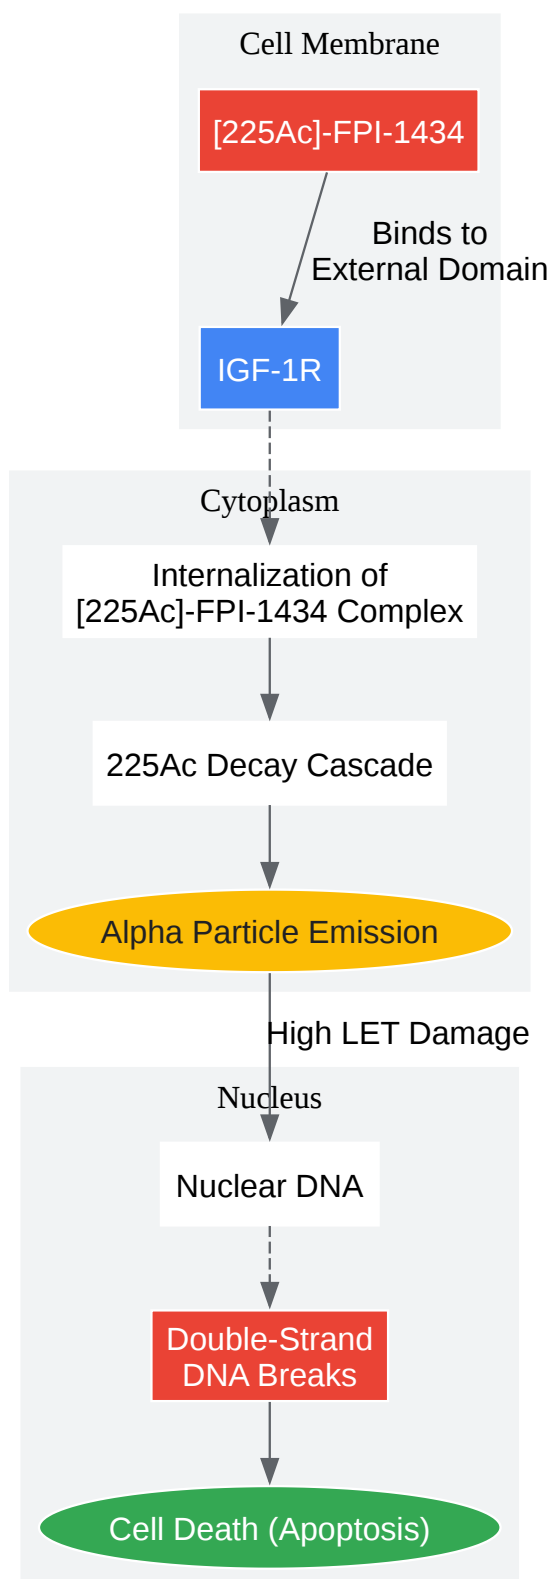 Cell Membrane
[225Ac]-FPI-1434
Binds to
External Domain
IGF-1R
Cytoplasm
Internalization of
[225Ac]-FPI-1434 Complex
225Ac Decay Cascade
Alpha Particle Emission
High LET Damage
Nucleus
Nuclear DNA
Double-Strand
DNA Breaks
Cell Death (Apoptosis)